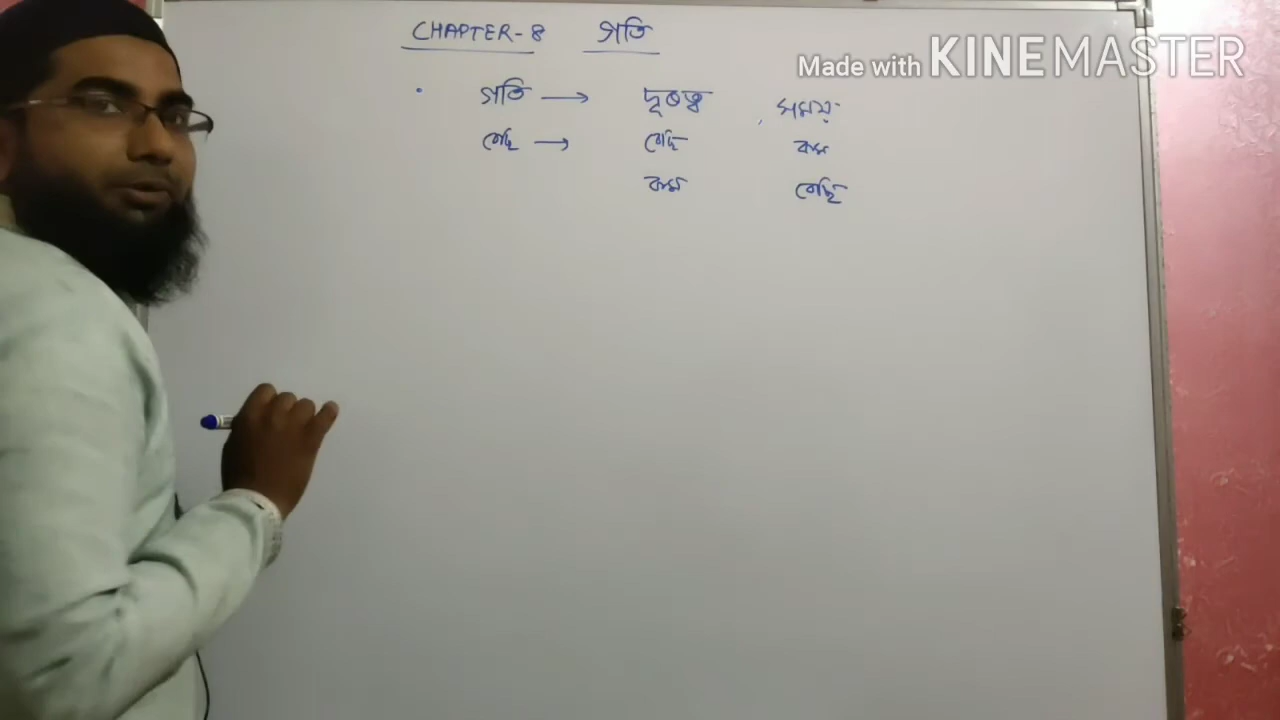 CHAPTER-8 গতি
Made with KINEMASTER
• গতি → দূরত্ব , সময়
বেছি → বেছি কম
কম বেছি